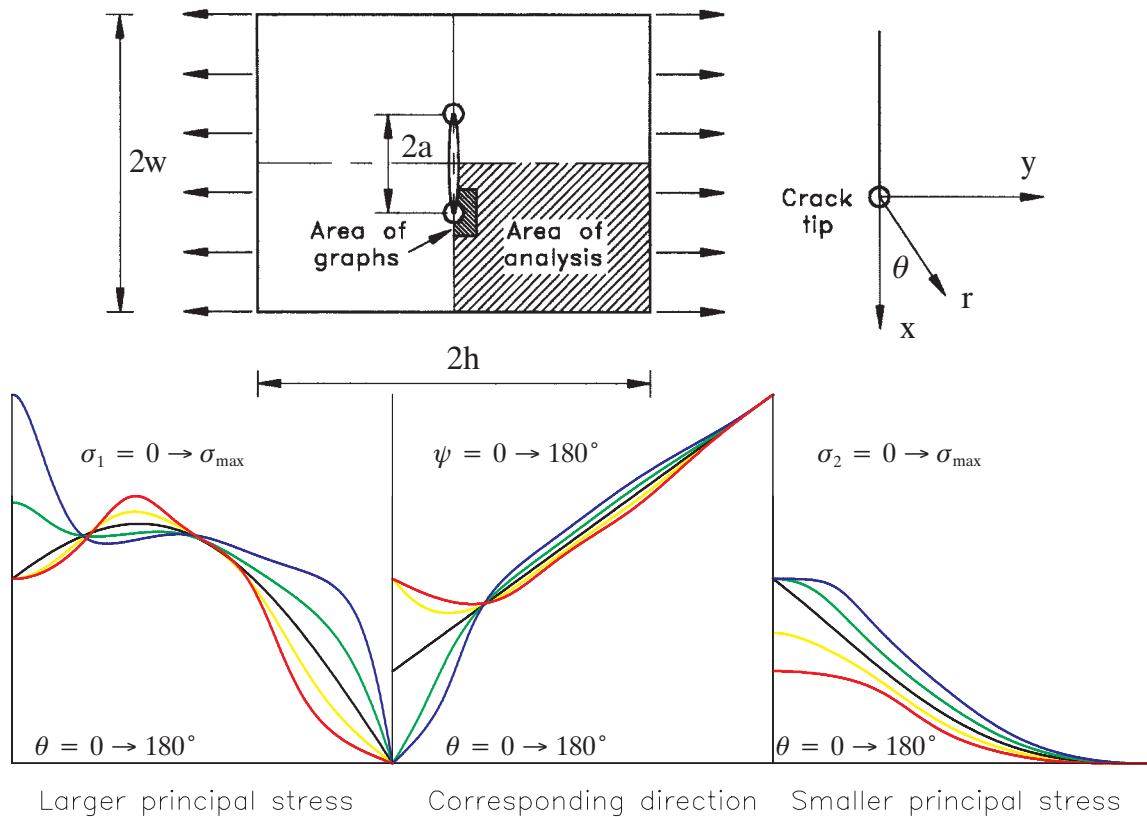 2w
2a
Area of
graphs
Area of
analysis
2h
y
Crack
tip
θ
r
x
σ₁ = 0 → σmax
ψ = 0 → 180°
σ₂ = 0 → σmax
θ = 0 → 180°
θ = 0 → 180°
θ = 0 → 180°
Larger principal stress
Corresponding direction
Smaller principal stress